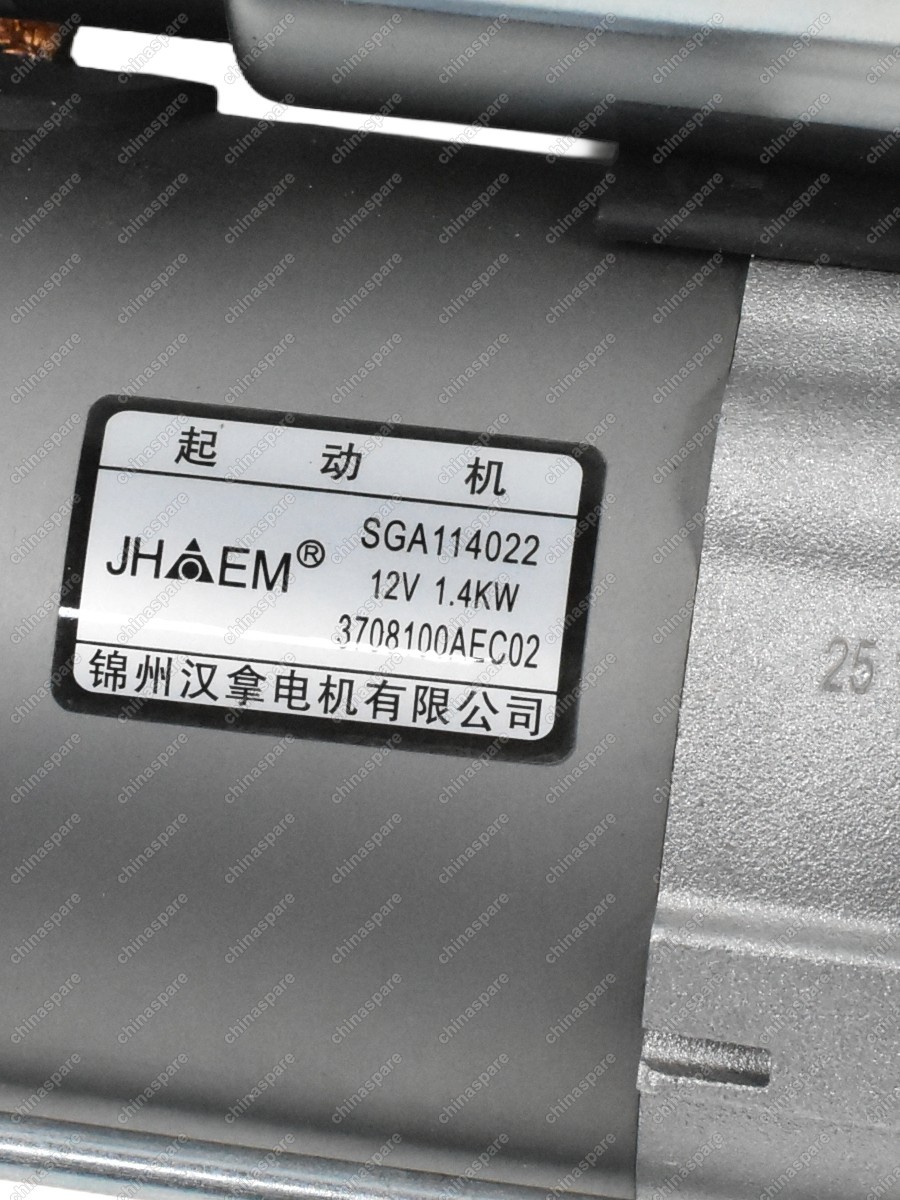 起动机
JHAEM®
SGA114022
12V 1.4KW
3708100AEC02
锦州汉拿电机有限公司
25
chinaspare